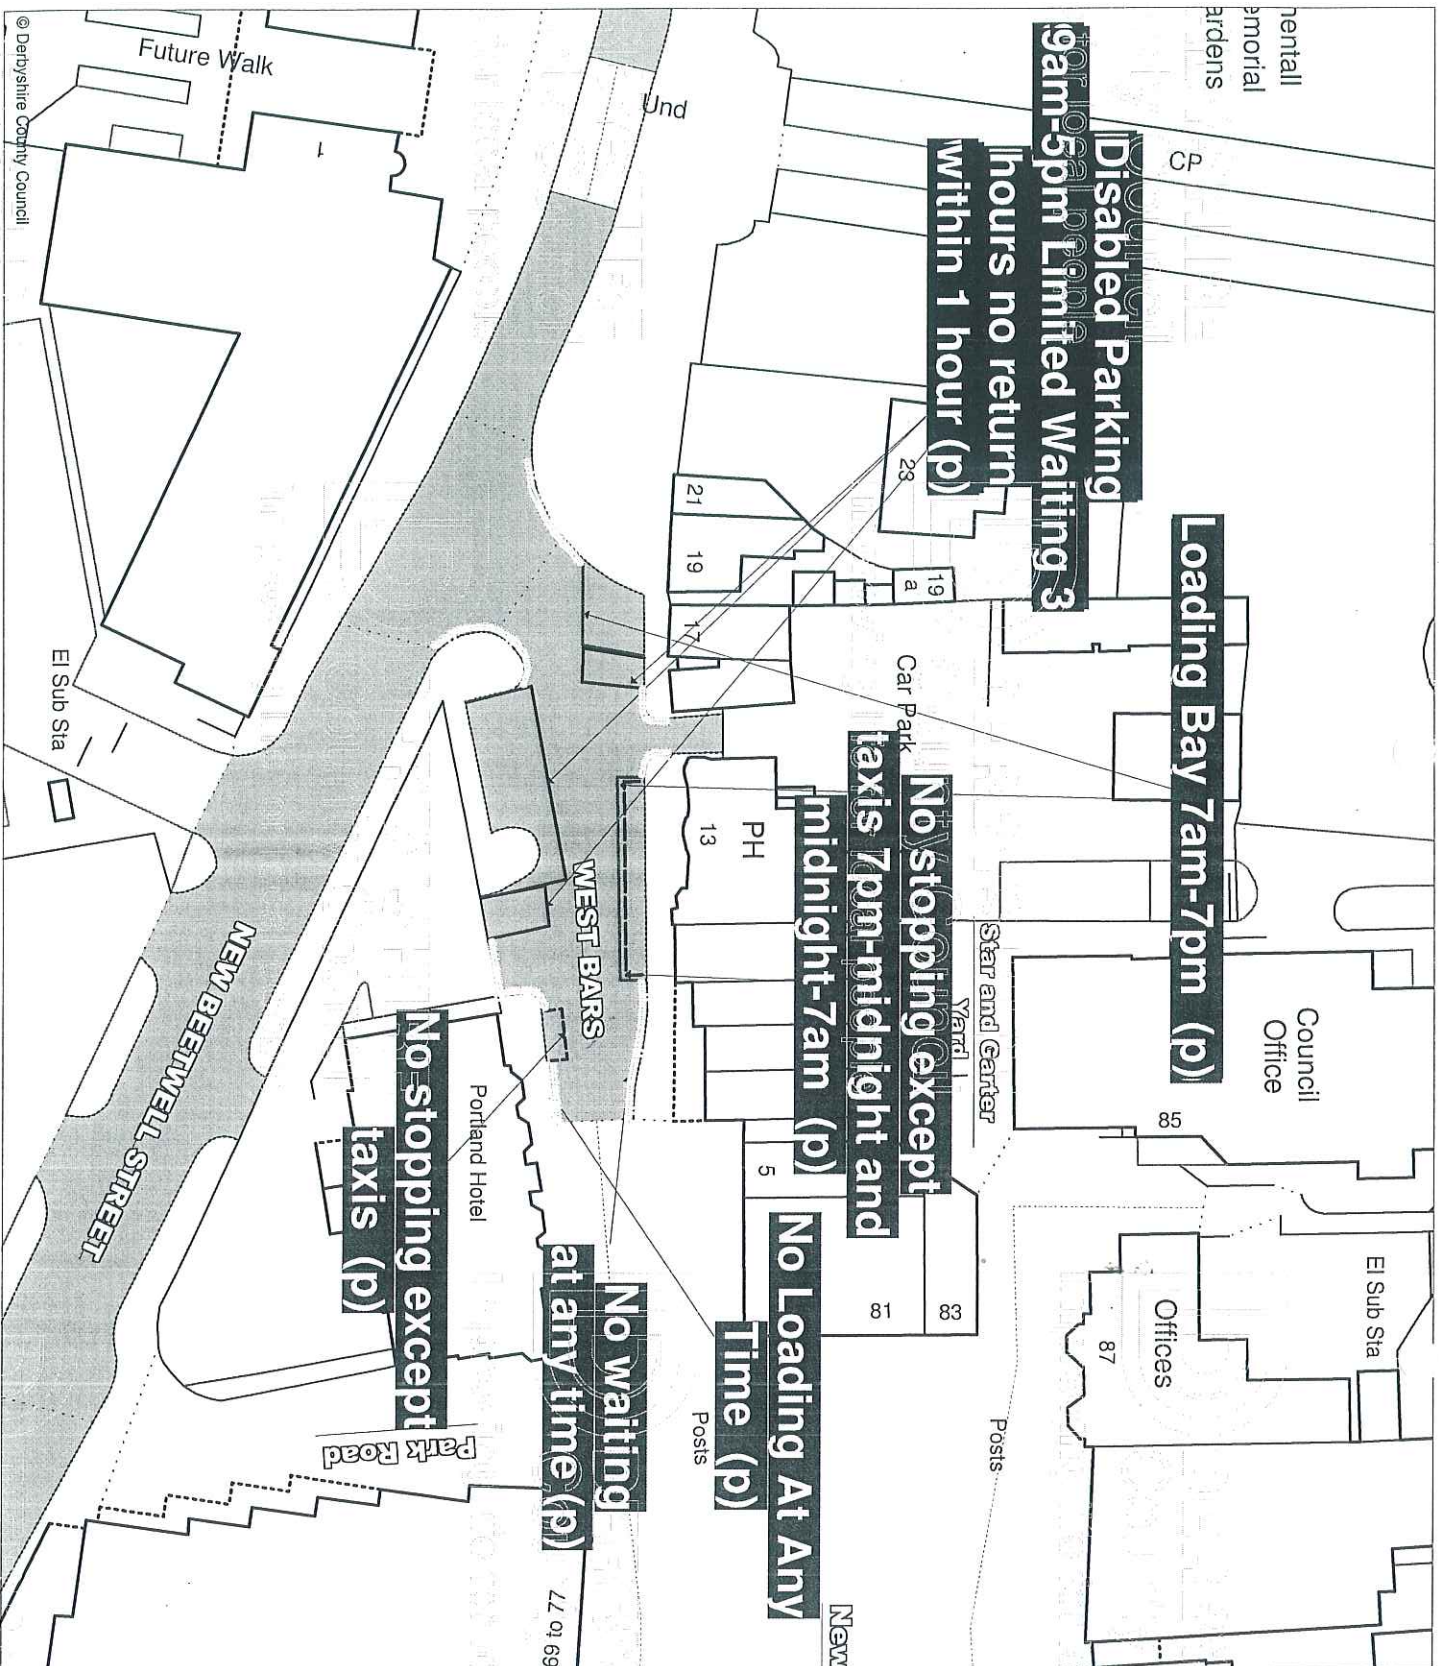 nentall
emorial
ardens
CP
Disabled Parking
9am-5pm Limited Waiting 3
hours no return
within 1 hour (p)
Loading Bay 7am-7pm (p)
Council
Office
85
El Sub Sta
Offices
87
Posts
Star and Garter
Yard
No stopping except
taxis 7pm-midnight and
midnight-7am (p)
Car Park
19
a
23
21
19
17
PH
13
5
83
81
No Loading At Any
Time (p)
Posts
New
Und
No waiting
at any time (p)
WEST BARS
69 to 77
Portland Hotel
Park Road
No stopping except
taxis (p)
Future Walk
1
NEW BEETWELL STREET
El Sub Sta
© Derbyshire County Council